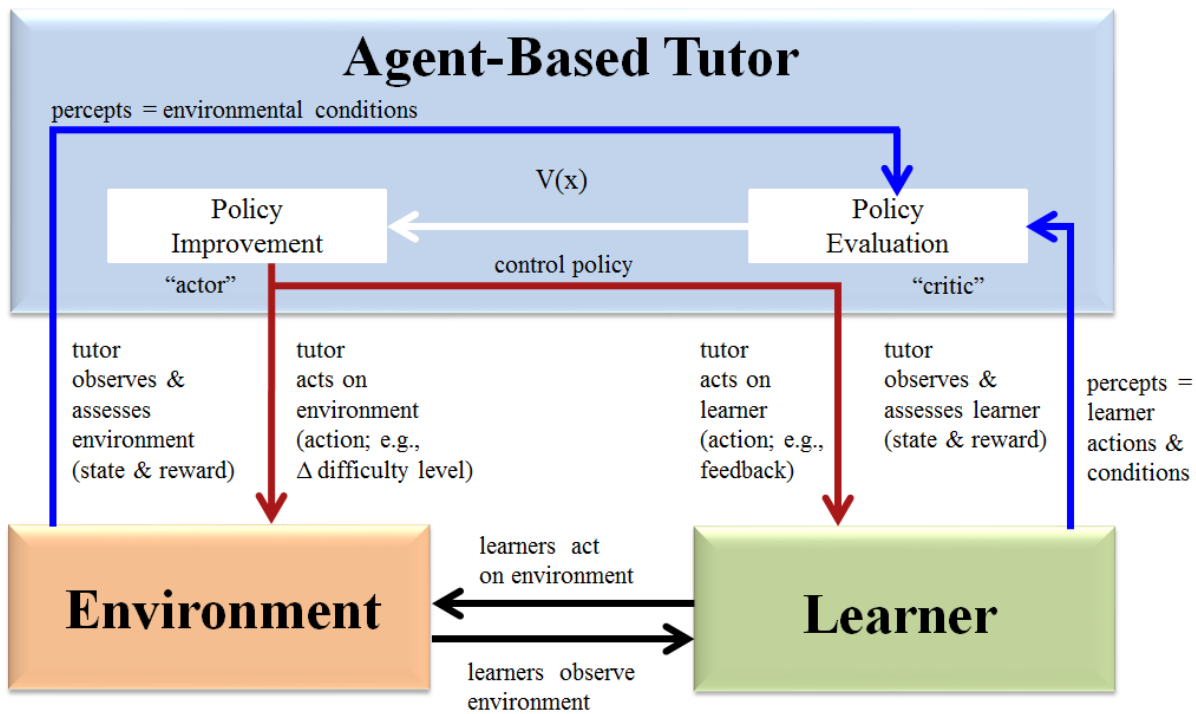 Agent-Based Tutor
percepts = environmental conditions
V(x)
Policy
Improvement
Policy
Evaluation
“actor”
control policy
“critic”
tutor
observes &
assesses
environment
(state & reward)
tutor
acts on
environment
(action; e.g.,
Δ difficulty level)
tutor
acts on
learner
(action; e.g.,
feedback)
tutor
observes &
assesses learner
(state & reward)
percepts =
learner
actions &
conditions
Environment
learners act
on environment
learners observe
environment
Learner